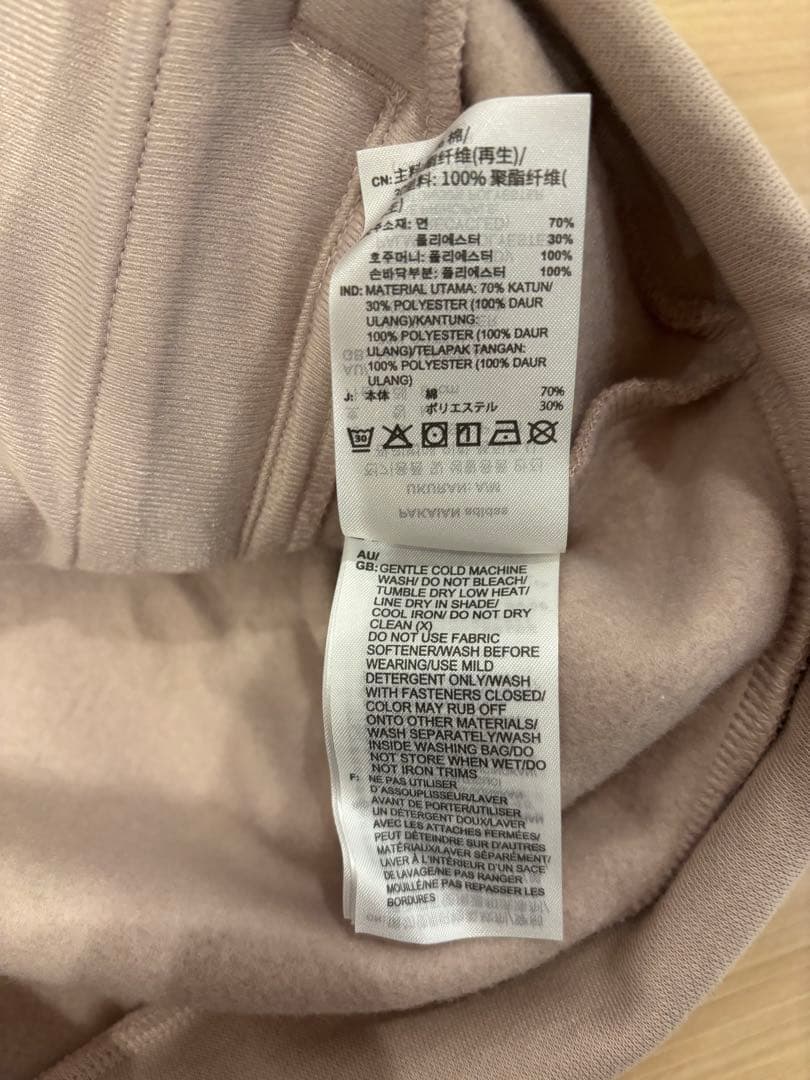 棉/
CN:主料 酯纤维(再生)/
料: 100% 聚酯纤维(
주소재: 면 70%
폴리에스터 30%
호주머니: 폴리에스터 100%
손바닥부분: 폴리에스터 100%
IND: MATERIAL UTAMA: 70% KATUN/
30% POLYESTER (100% DAUR
ULANG)/KANTUNG:
100% POLYESTER (100% DAUR
ULANG)/TELAPAK TANGAN:
100% POLYESTER (100% DAUR
ULANG)
J: 本体 綿 70%
ポリエステル 30%
30
UKURAN: A/M
PAKAIAN adidas
AU/
GB: GENTLE COLD MACHINE
WASH/ DO NOT BLEACH/
TUMBLE DRY LOW HEAT/
LINE DRY IN SHADE/
COOL IRON/ DO NOT DRY
CLEAN (X)
DO NOT USE FABRIC
SOFTENER/WASH BEFORE
WEARING/USE MILD
DETERGENT ONLY/WASH
WITH FASTENERS CLOSED/
COLOR MAY RUB OFF
ONTO OTHER MATERIALS/
WASH SEPARATELY/WASH
INSIDE WASHING BAG/DO
NOT STORE WHEN WET/DO
NOT IRON TRIMS
F: NE PAS UTILISER
D'ASSOUPLISSEUR/LAVER
AVANT DE PORTER/UTILISER
UN DÉTERGENT DOUX/LAVER
AVEC LES ATTACHES FERMÉES/
PEUT DÉTEINDRE SUR D'AUTRES
MATÉRIAUX/LAVER SÉPARÉMENT/
LAVER À L'INTÉRIEUR D'UN SACE
DE LAVAGE/NE PAS RANGER
MOUILLÉ/NE PAS REPASSER LES
BORDURES